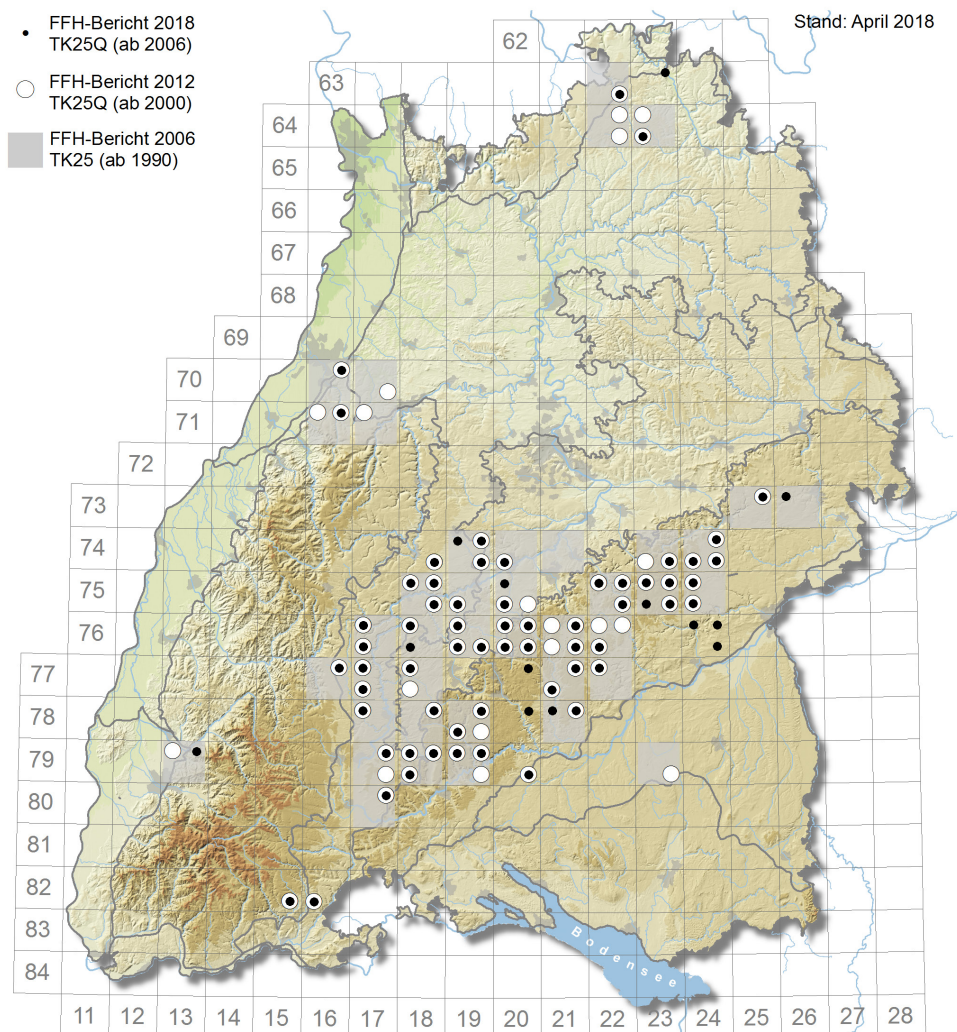 FFH-Bericht 2018
TK25Q (ab 2006)
FFH-Bericht 2012
TK25Q (ab 2000)
FFH-Bericht 2006
TK25 (ab 1990)
Stand: April 2018
62
63
64
65
66
67
68
69
70
71
72
73
74
75
76
77
78
79
80
81
82
83
84
Bodensee
11 12 13 14 15 16 17 18 19 20 21 22 23 24 25 26 27 28